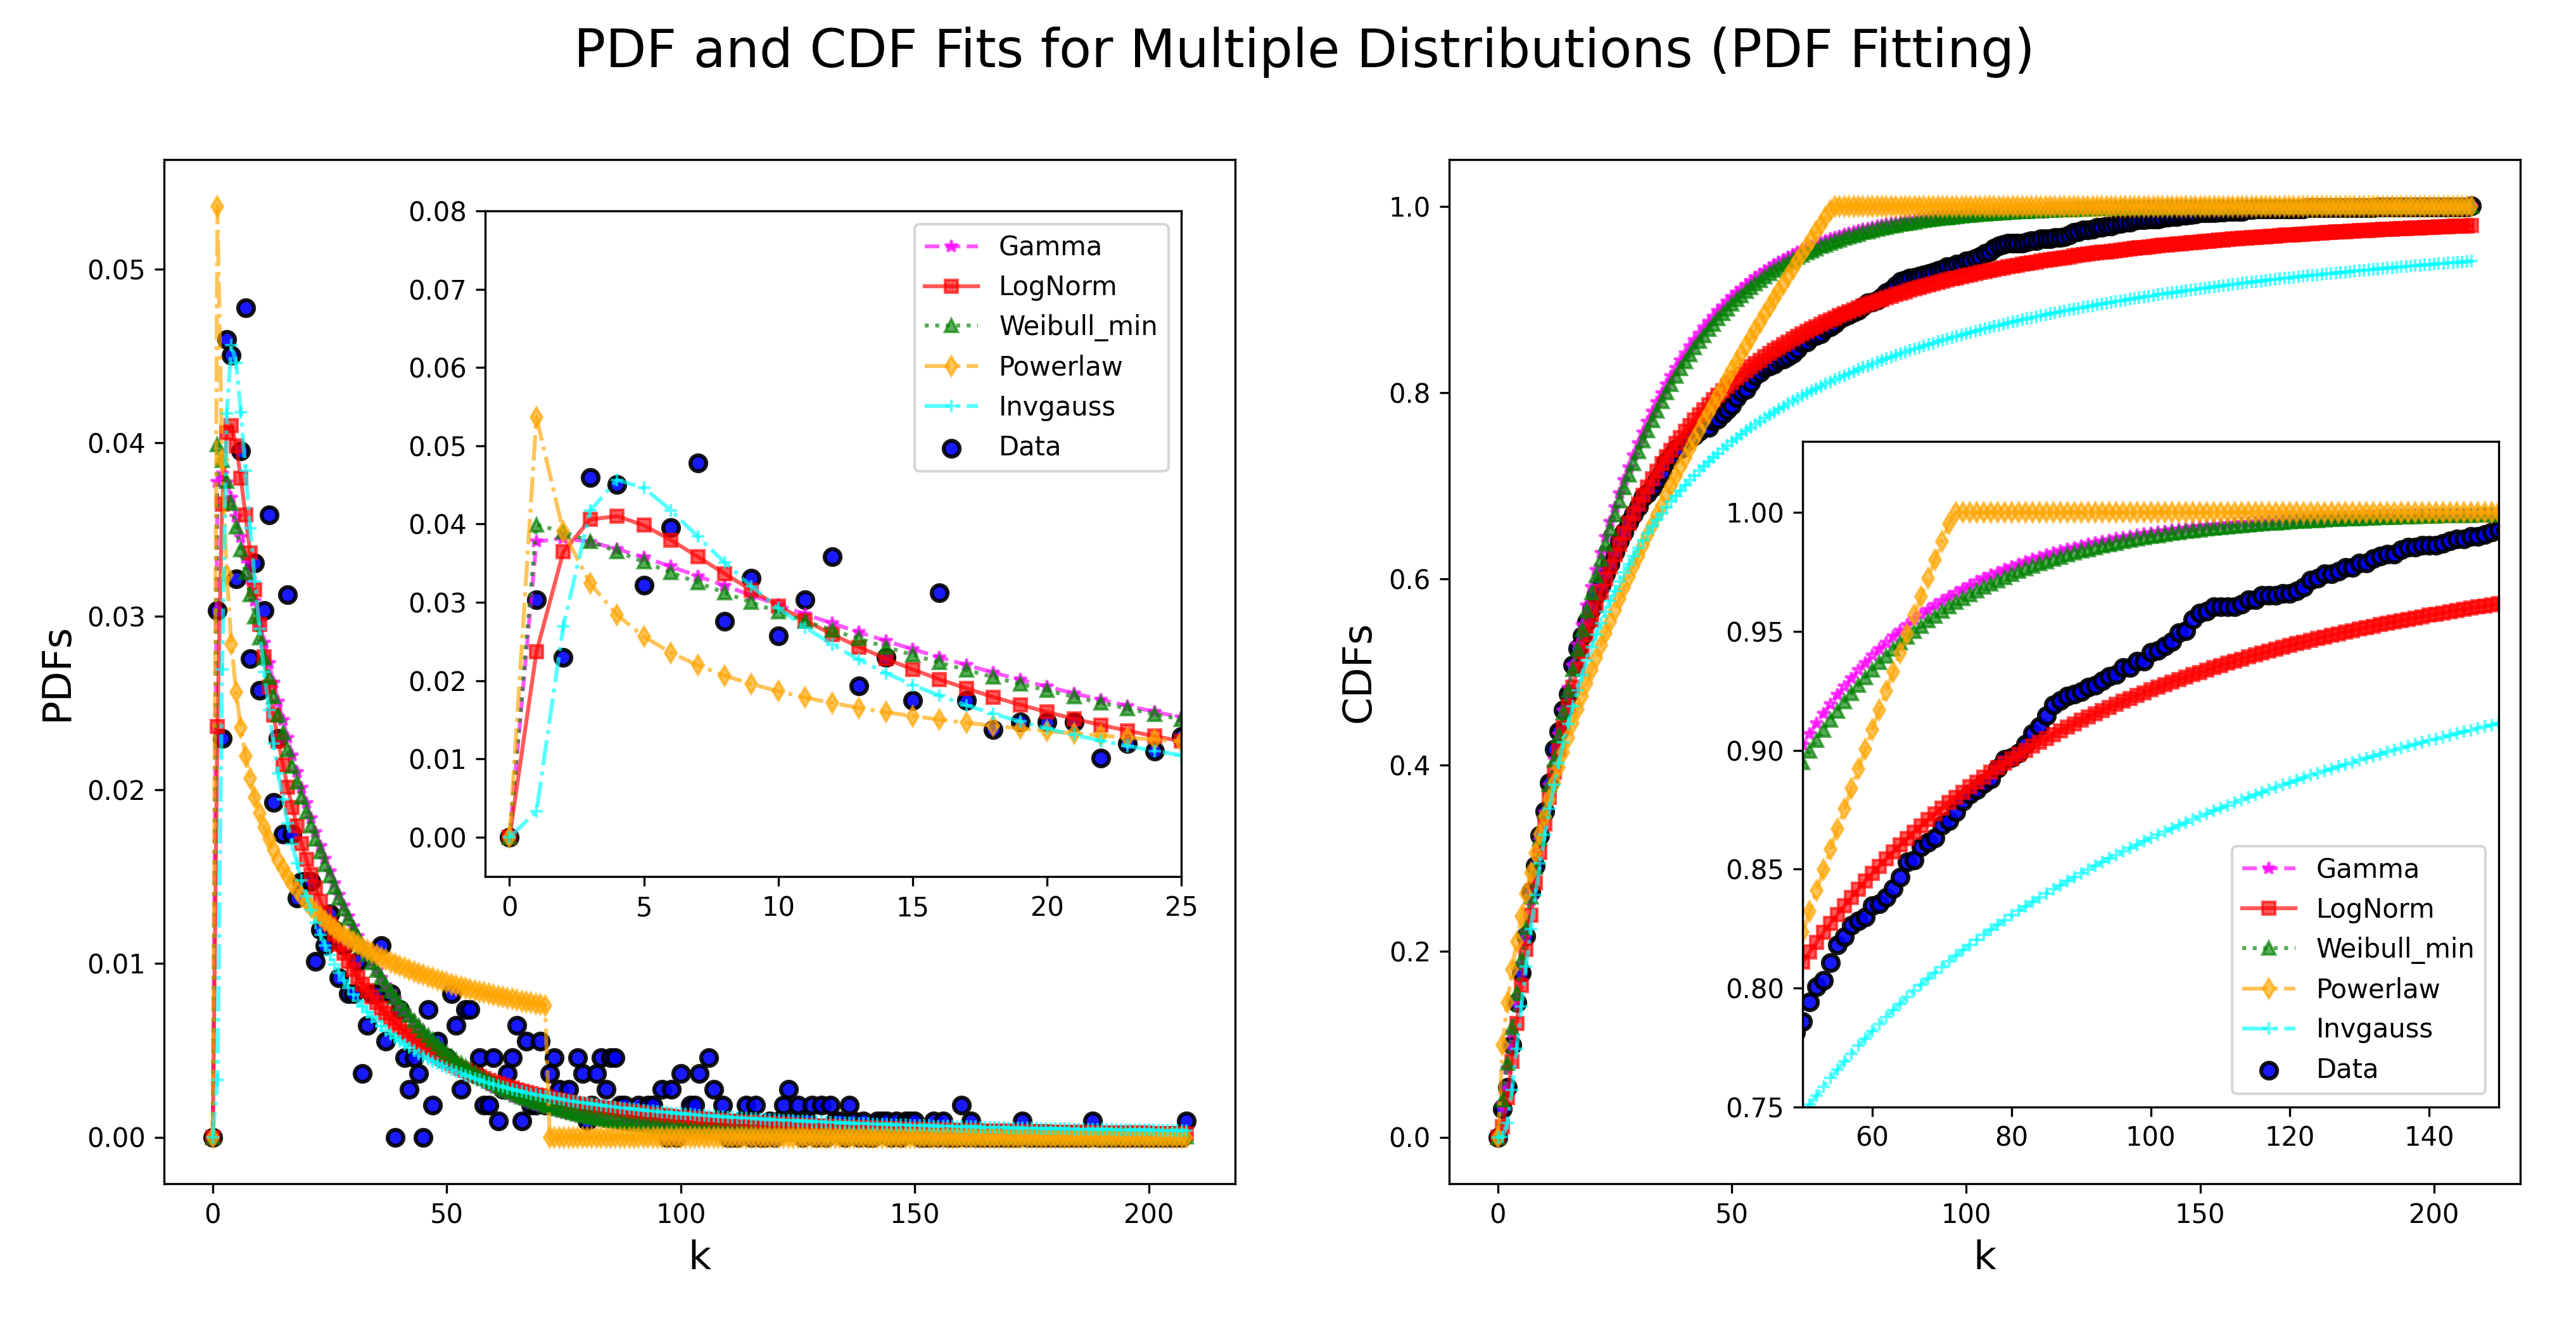 PDF and CDF Fits for Multiple Distributions (PDF Fitting)
PDFs
0.05
0.04
0.03
0.02
0.01
0.00
0
50
100
150
200
k
0.08
0.07
0.06
0.05
0.04
0.03
0.02
0.01
0.00
0
5
10
15
20
25
Gamma
LogNorm
Weibull_min
Powerlaw
Invgauss
Data
CDFs
1.0
0.8
0.6
0.4
0.2
0.0
0
50
100
150
200
k
1.00
0.95
0.90
0.85
0.80
0.75
60
80
100
120
140
Gamma
LogNorm
Weibull_min
Powerlaw
Invgauss
Data